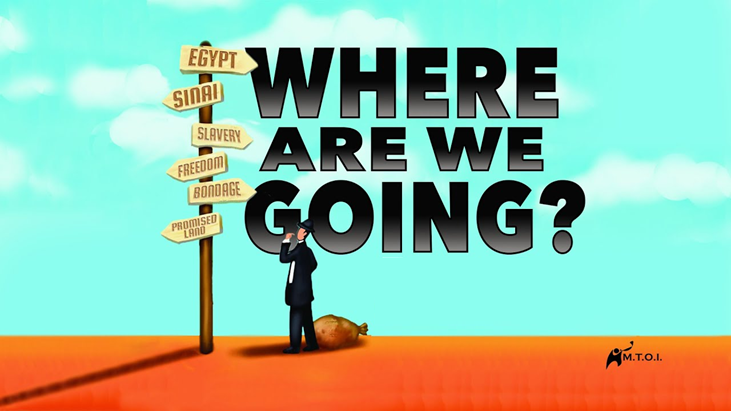 EGYPT
SINAI
SLAVERY
FREEDOM
BONDAGE
PROMISED
LAND
WHERE
ARE WE
GOING?
M.T.O.I.